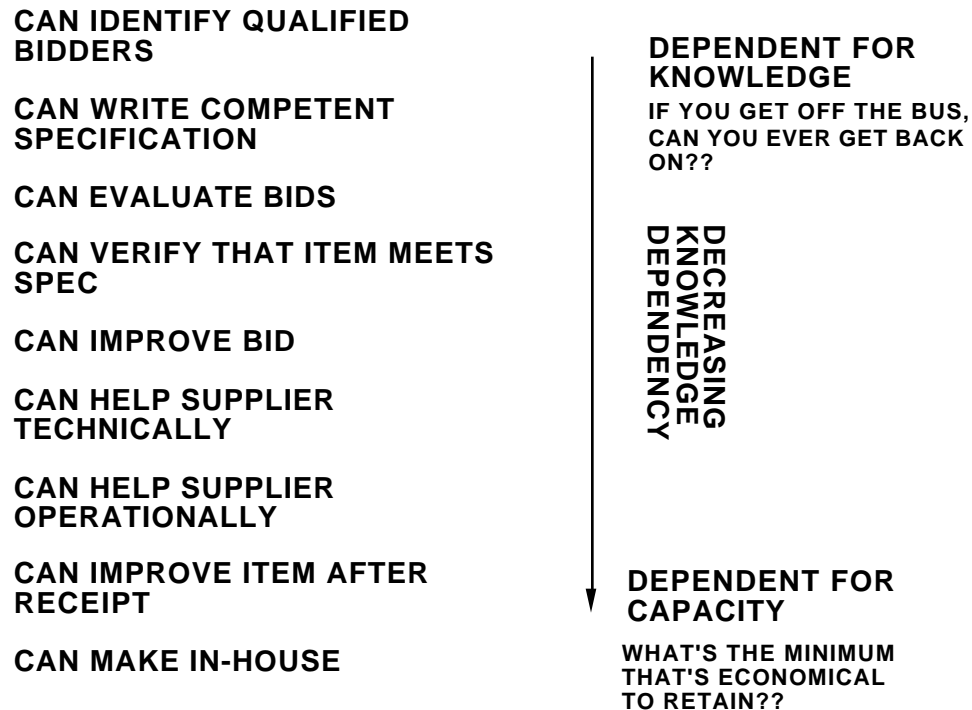 CAN IDENTIFY QUALIFIED
BIDDERS
CAN WRITE COMPETENT
SPECIFICATION
CAN EVALUATE BIDS
CAN VERIFY THAT ITEM MEETS
SPEC
CAN IMPROVE BID
CAN HELP SUPPLIER
TECHNICALLY
CAN HELP SUPPLIER
OPERATIONALLY
CAN IMPROVE ITEM AFTER
RECEIPT
CAN MAKE IN-HOUSE
DEPENDENT FOR
KNOWLEDGE
IF YOU GET OFF THE BUS,
CAN YOU EVER GET BACK
ON??
DECREASING
KNOWLEDGE
DEPENDENCY
DEPENDENT FOR
CAPACITY
WHAT'S THE MINIMUM
THAT'S ECONOMICAL
TO RETAIN??